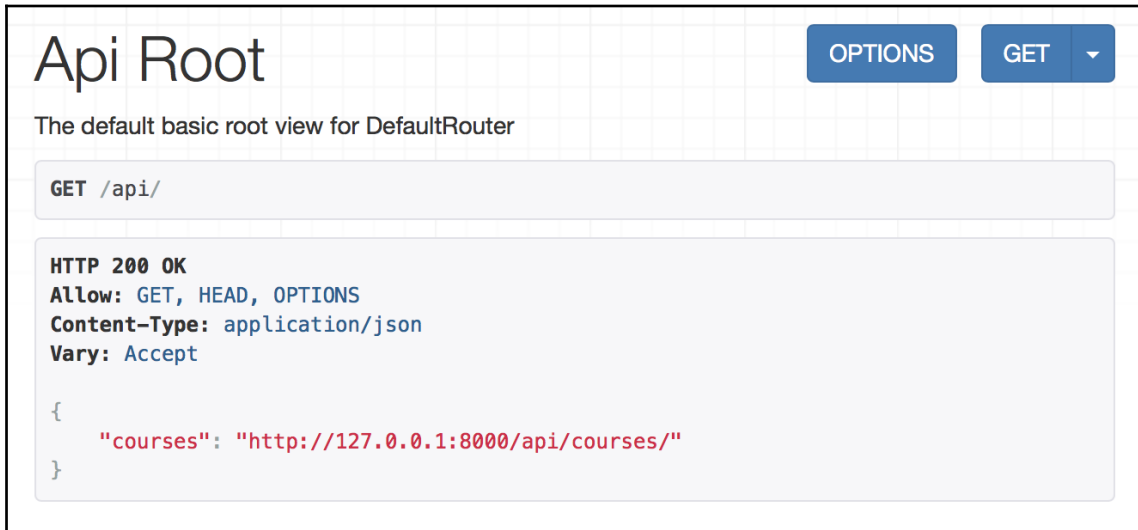 Api Root
OPTIONS
GET
The default basic root view for DefaultRouter
GET /api/
HTTP 200 OK
Allow: GET, HEAD, OPTIONS
Content-Type: application/json
Vary: Accept
{
    "courses": "http://127.0.0.1:8000/api/courses/"
}